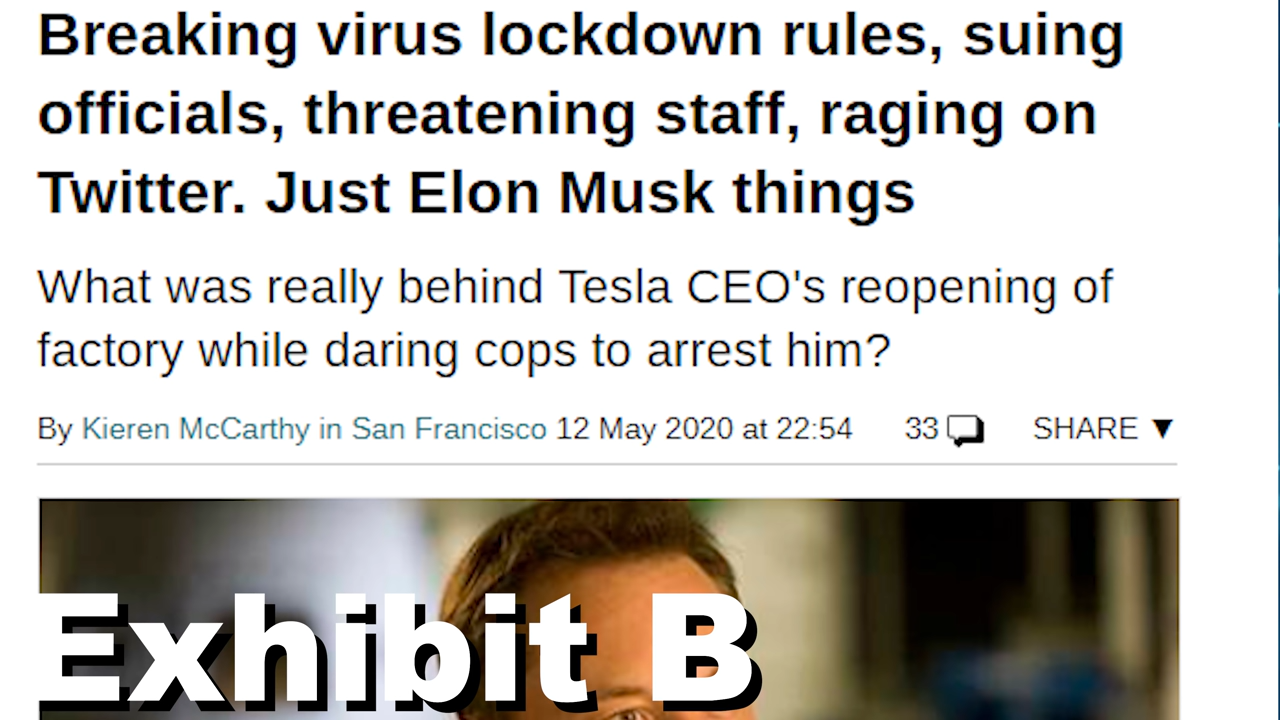 Breaking virus lockdown rules, suing
officials, threatening staff, raging on
Twitter. Just Elon Musk things
What was really behind Tesla CEO's reopening of
factory while daring cops to arrest him?
By Kieren McCarthy in San Francisco 12 May 2020 at 22:54 33 SHARE ▼
Exhibit B